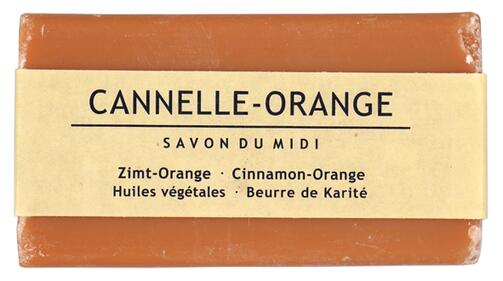 CANNELLE-ORANGE
SAVON DU MIDI
Zimt-Orange · Cinnamon-Orange
Huiles végétales · Beurre de Karité